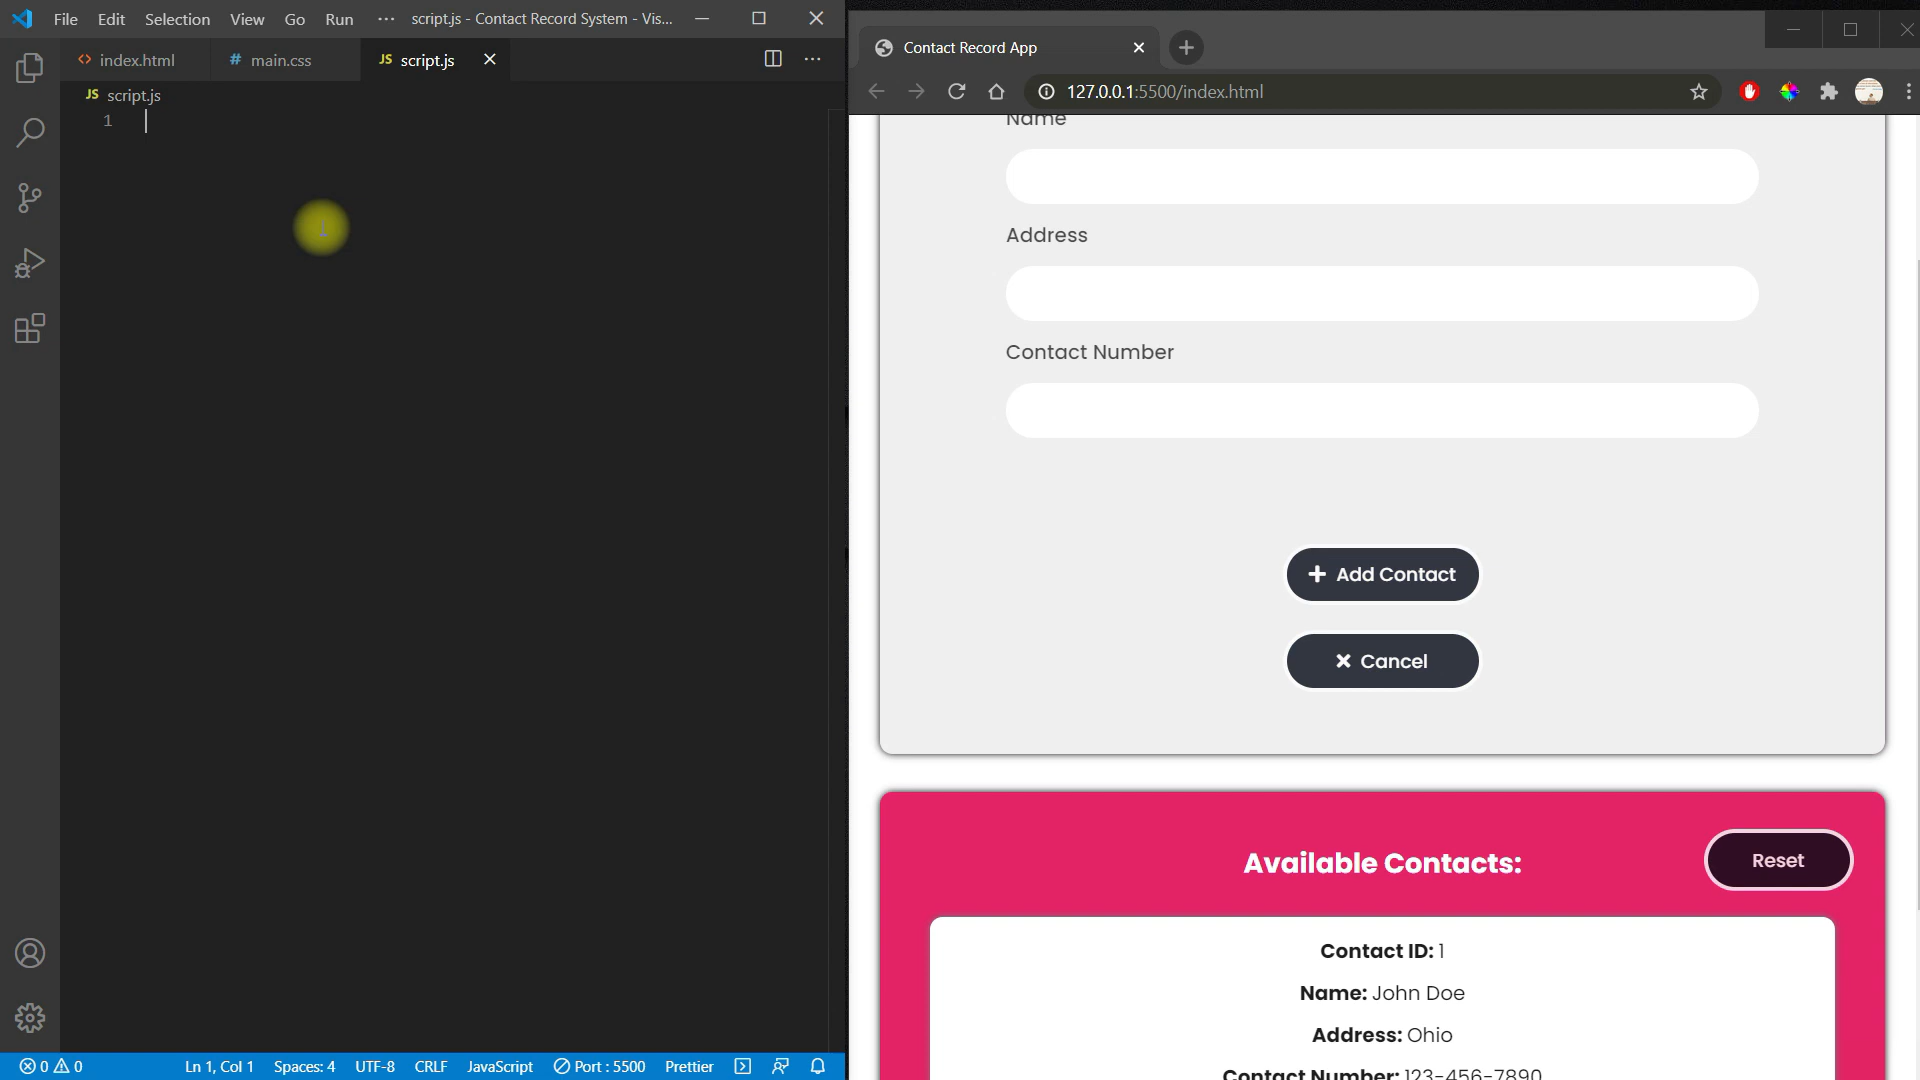 File Edit Selection View Go Run ··· script.js - Contact Record System - Vis...
index.html # main.css JS script.js
JS script.js
1
0 0 Ln 1, Col 1 Spaces: 4 UTF-8 CRLF JavaScript Port : 5500 Prettier
Contact Record App
127.0.0.1:5500/index.html
Name
Address
Contact Number
Add Contact
Cancel
Available Contacts:
Reset
Contact ID: 1
Name: John Doe
Address: Ohio
Contact Number: 123-456-7890